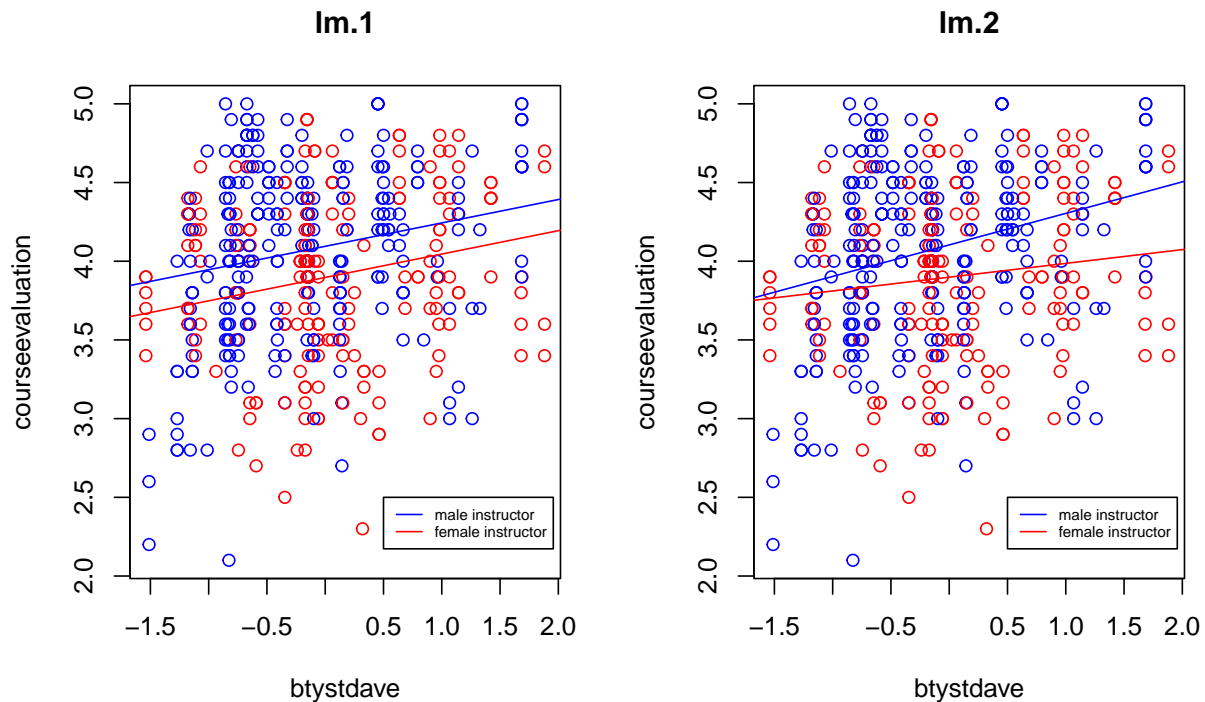 lm.1
courseevaluation
5.0
4.5
4.0
3.5
3.0
2.5
2.0
male instructor
female instructor
−1.5 −0.5 0.5 1.0 1.5 2.0
btystdave
lm.2
courseevaluation
5.0
4.5
4.0
3.5
3.0
2.5
2.0
male instructor
female instructor
−1.5 −0.5 0.5 1.0 1.5 2.0
btystdave